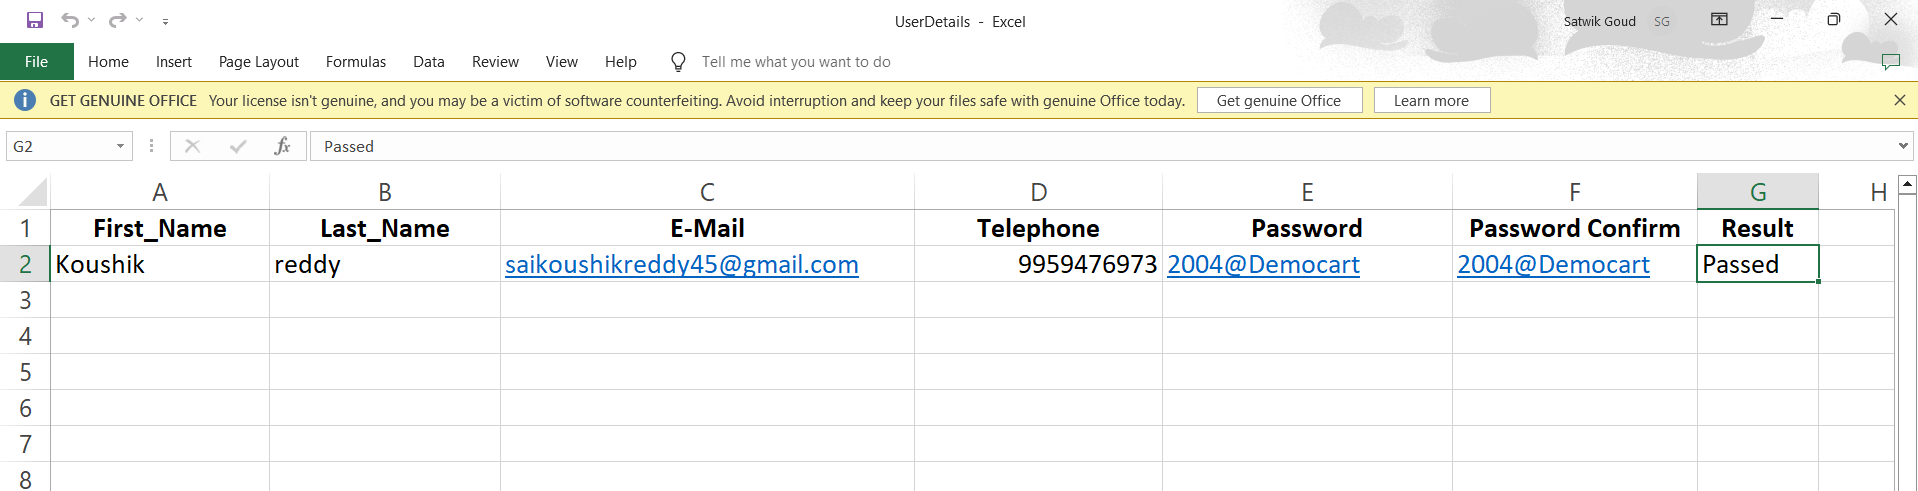 UserDetails - Excel
Satwik Goud SG
File Home Insert Page Layout Formulas Data Review View Help Tell me what you want to do
i GET GENUINE OFFICE Your license isn't genuine, and you may be a victim of software counterfeiting. Avoid interruption and keep your files safe with genuine Office today. Get genuine Office Learn more
G2 fx Passed
A B C D E F G H
1 First_Name Last_Name E-Mail Telephone Password Password Confirm Result
2 Koushik reddy saikoushikreddy45@gmail.com 9959476973 2004@Democart 2004@Democart Passed
3
4
5
6
7
8